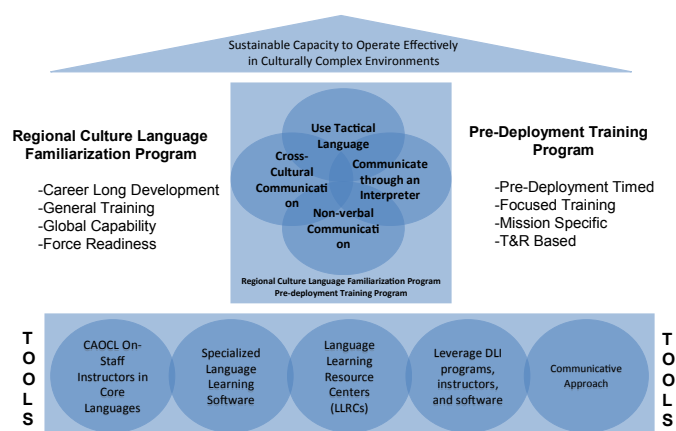 Sustainable Capacity to Operate Effectively
in Culturally Complex Environments
Regional Culture Language
Familiarization Program
-Career Long Development
-General Training
-Global Capability
-Force Readiness
Use Tactical
Language
Cross-
Cultural
Communicati
on
Communicate
through an
Interpreter
Non-verbal
Communicati
on
Regional Culture Language Familiarization Program
Pre-deployment Training Program
Pre-Deployment Training
Program
-Pre-Deployment Timed
-Focused Training
-Mission Specific
-T&R Based
T
O
O
L
S
CAOCL On-
Staff
Instructors in
Core
Languages
Specialized
Language
Learning
Software
Language
Learning
Resource
Centers
(LLRCs)
Leverage DLI
programs,
instructors,
and software
Communicative
Approach
T
O
O
L
S